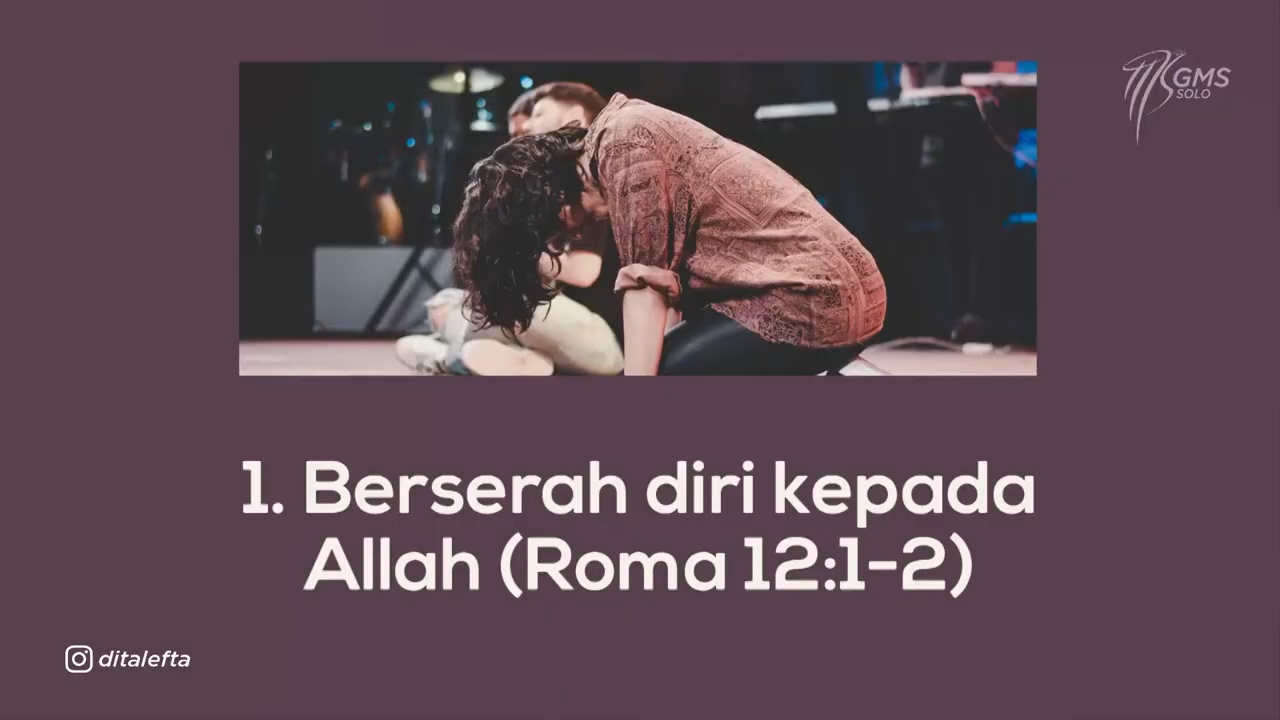 GMS
SOLO
1. Berserah diri kepada
Allah (Roma 12:1-2)
ditalefta